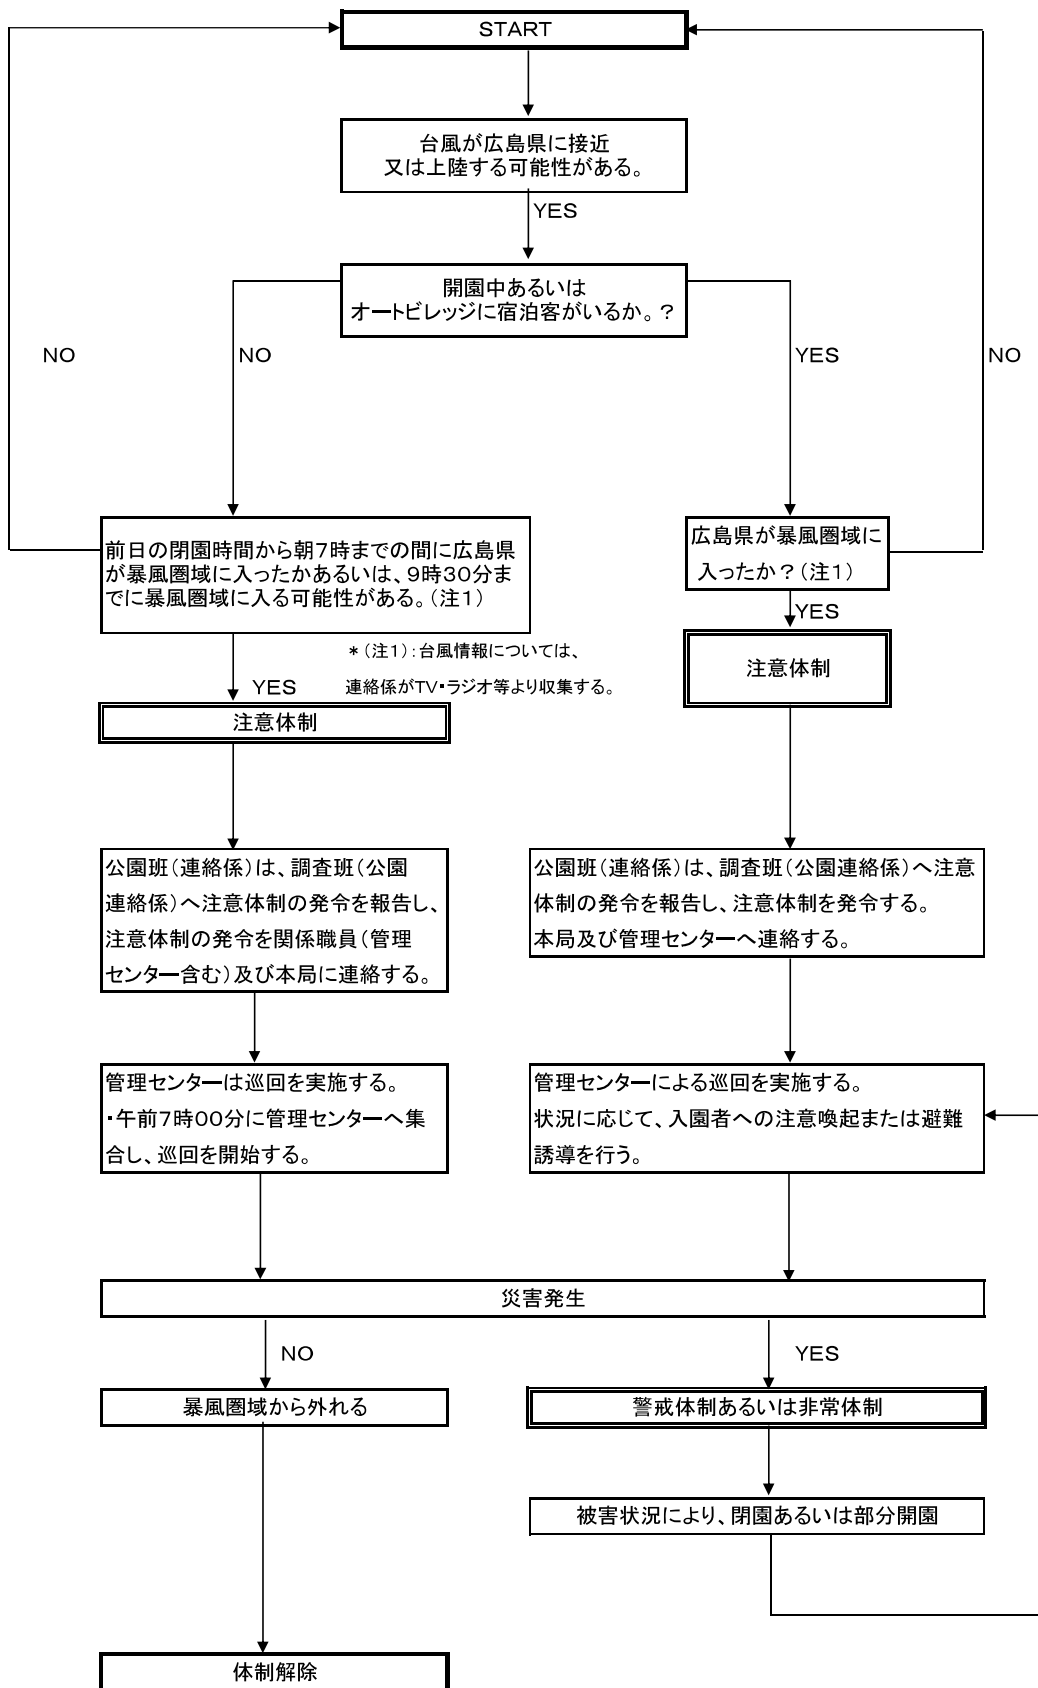 START
台風が広島県に接近
又は上陸する可能性がある。
YES
開園中あるいは
オートビレッジに宿泊客がいるか。？
NO
NO
YES
NO
前日の閉園時間から朝７時までの間に広島県
が暴風圏域に入ったかあるいは、９時３０分ま
でに暴風圏域に入る可能性がある。（注１）
広島県が暴風圏域に
入ったか？（注１）
YES
＊（注１）：台風情報については、
連絡係がTV・ラジオ等より収集する。
YES
注意体制
注意体制
公園班（連絡係）は、調査班（公園
連絡係）へ注意体制の発令を報告し、
注意体制の発令を関係職員（管理
センター含む）及び本局に連絡する。
公園班（連絡係）は、調査班（公園連絡係）へ注意
体制の発令を報告し、注意体制を発令する。
本局及び管理センターへ連絡する。
管理センターは巡回を実施する。
・午前７時００分に管理センターへ集
合し、巡回を開始する。
管理センターによる巡回を実施する。
状況に応じて、入園者への注意喚起または避難
誘導を行う。
災害発生
NO
YES
暴風圏域から外れる
警戒体制あるいは非常体制
被害状況により、閉園あるいは部分開園
体制解除